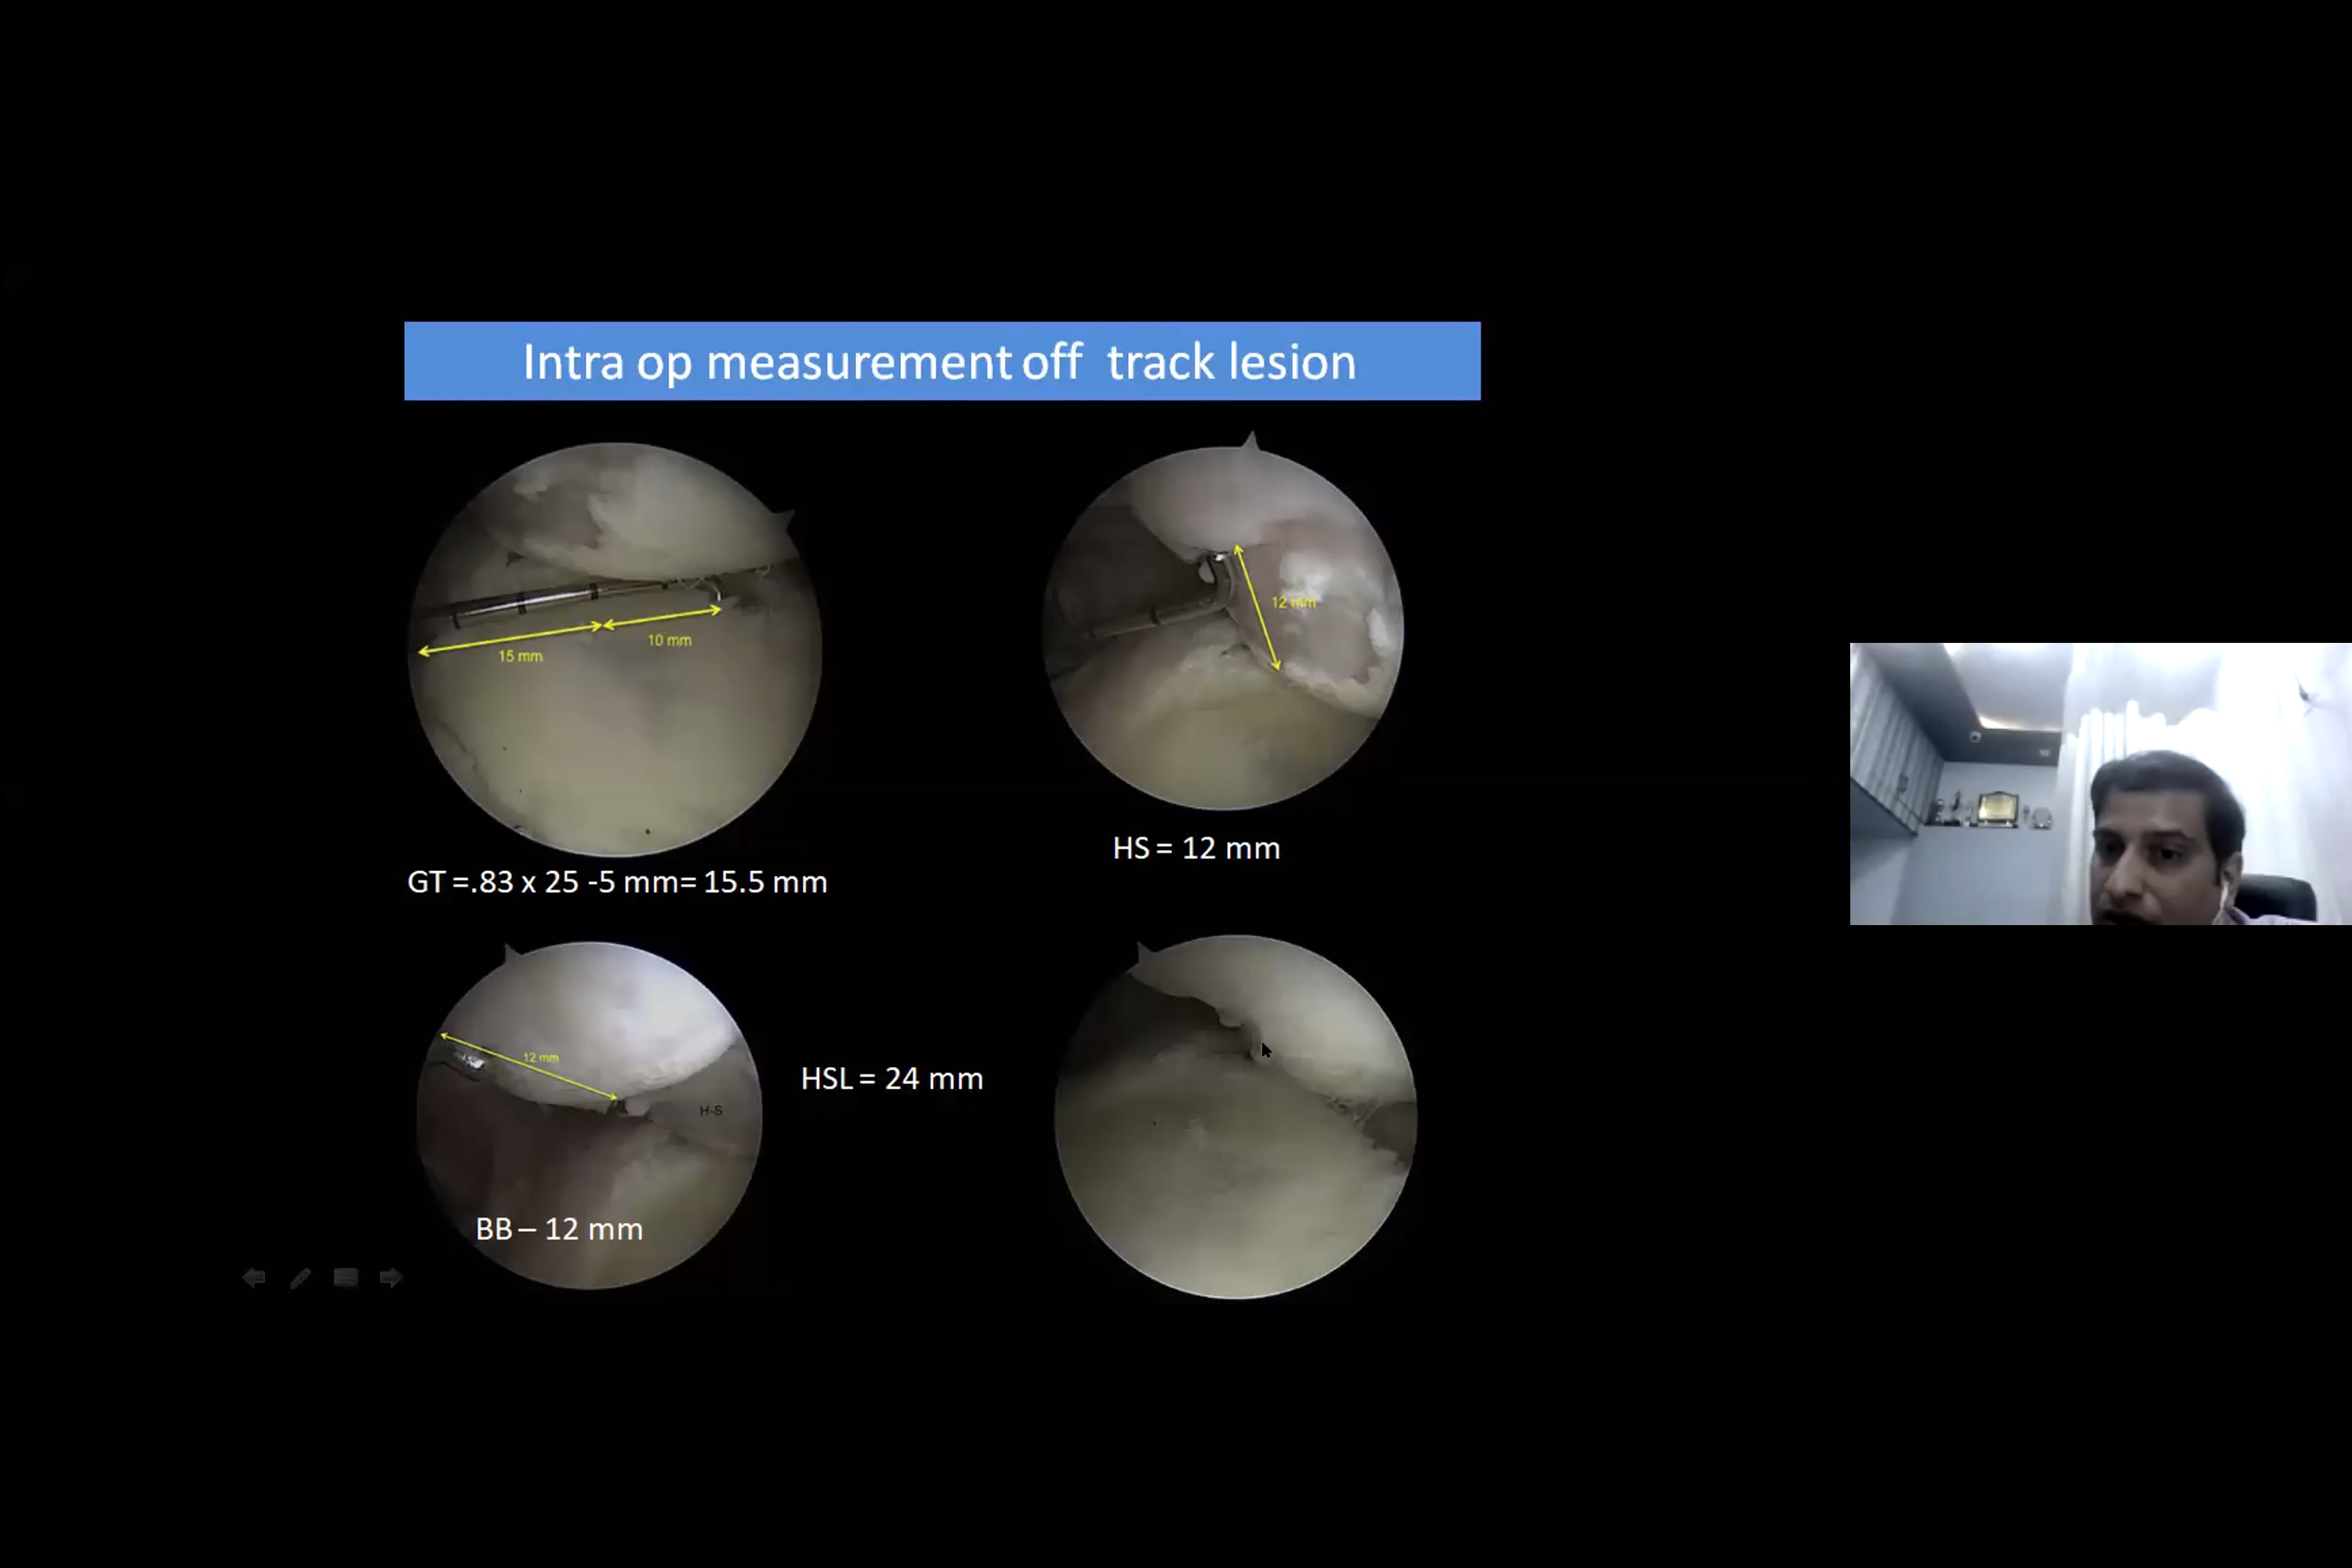 Intra op measurement off track lesion
15 mm
10 mm
12 mm
GT =.83 x 25 -5 mm= 15.5 mm
HS = 12 mm
12 mm
H-S
HSL = 24 mm
BB – 12 mm